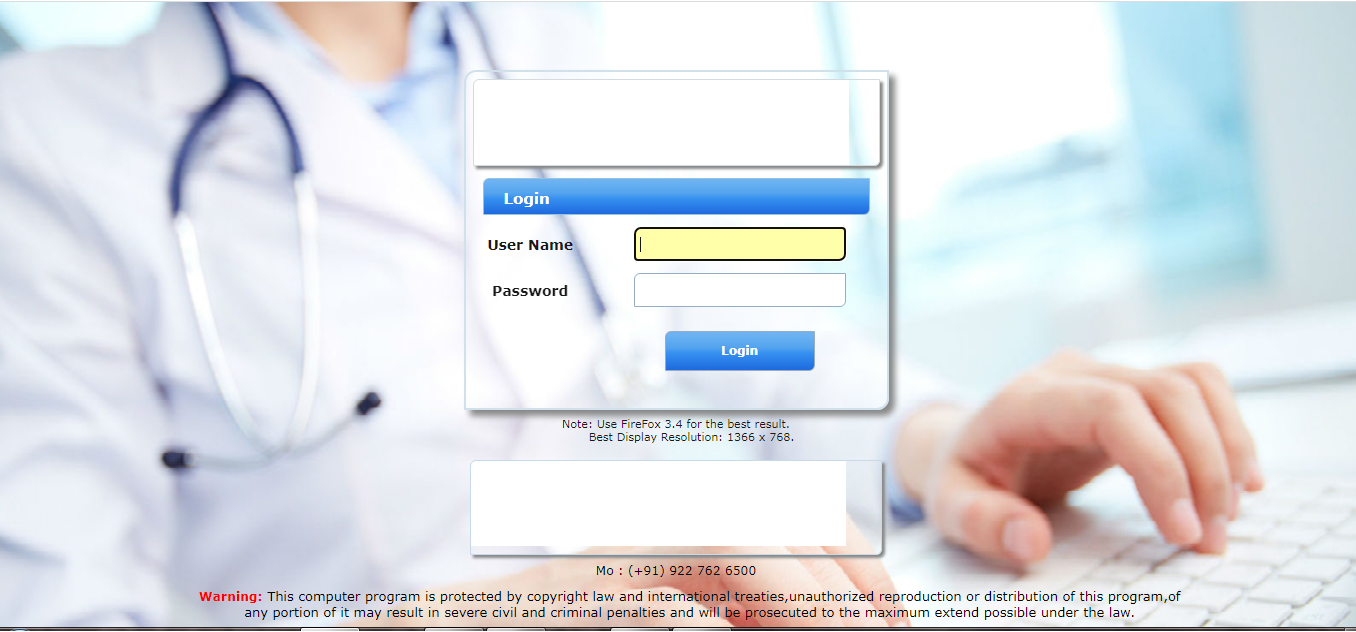 Login
User Name
Password
Login
Note: Use FireFox 3.4 for the best result.
Best Display Resolution: 1366 x 768.
Mo : (+91) 922 762 6500
Warning: This computer program is protected by copyright law and international treaties,unauthorized reproduction or distribution of this program,of
any portion of it may result in severe civil and criminal penalties and will be prosecuted to the maximum extend possible under the law.